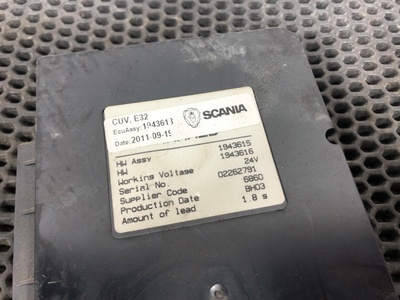 CUV, E32
EcuAssy: 1943613
Date: 2011-09-19
SCANIA
HW Assy 1943615
HW 1943616
Working Voltage 24V
Serial No. 02262791
Supplier Code 6860
Production Date BH03
Amount of lead 1.8 g